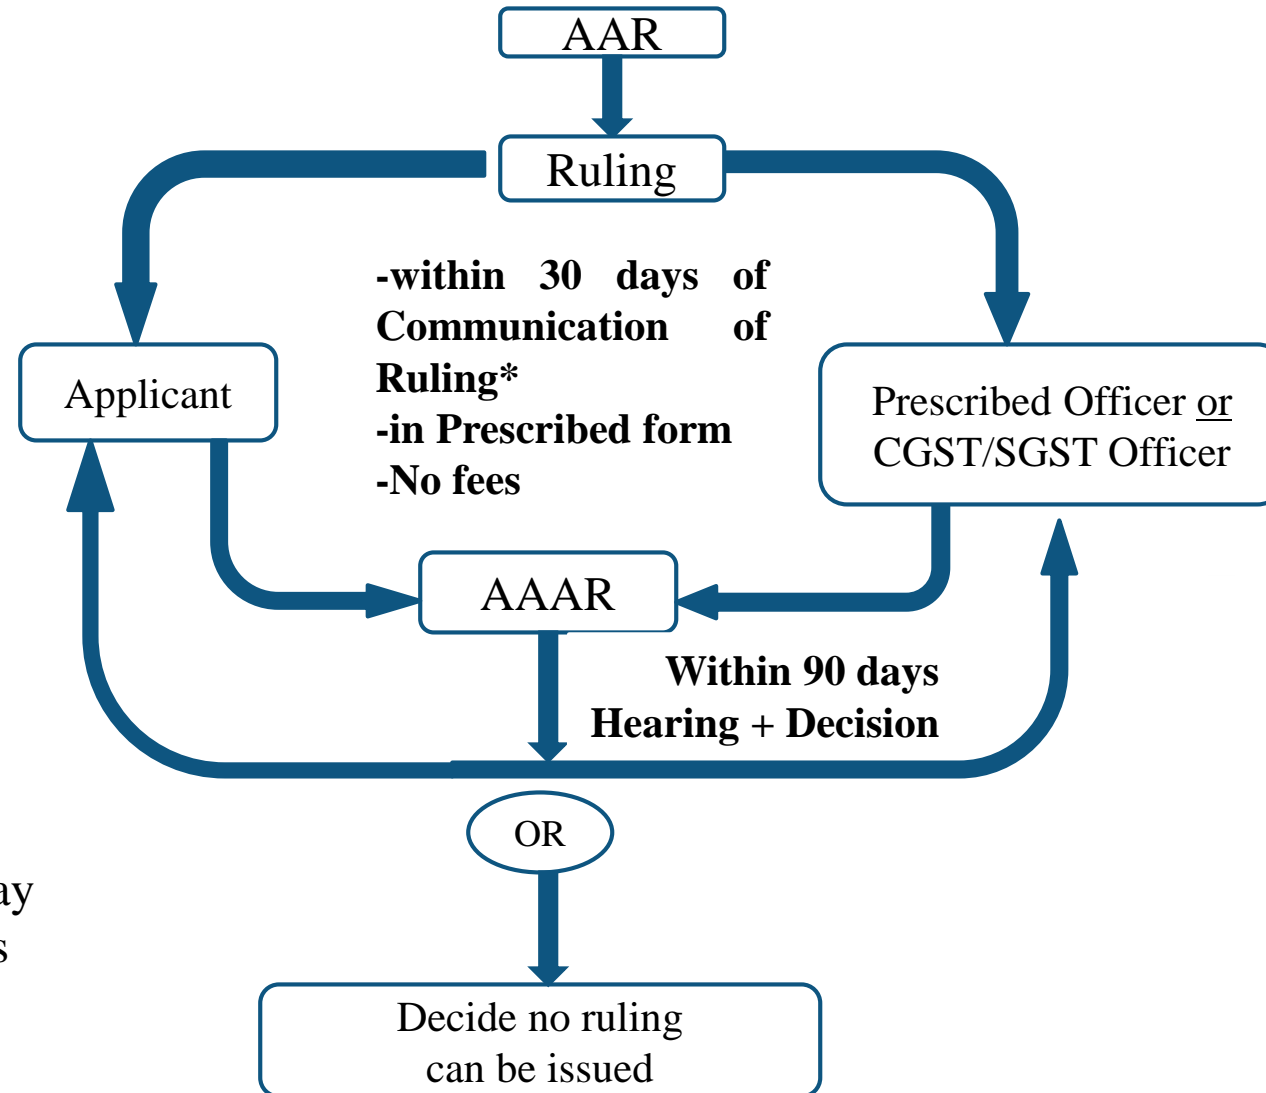 AAR
Ruling
-within 30 days of
Communication of
Ruling*
-in Prescribed form
-No fees
Applicant
Prescribed Officer or
CGST/SGST Officer
AAAR
Within 90 days
Hearing + Decision
OR
Decide no ruling
can be issued